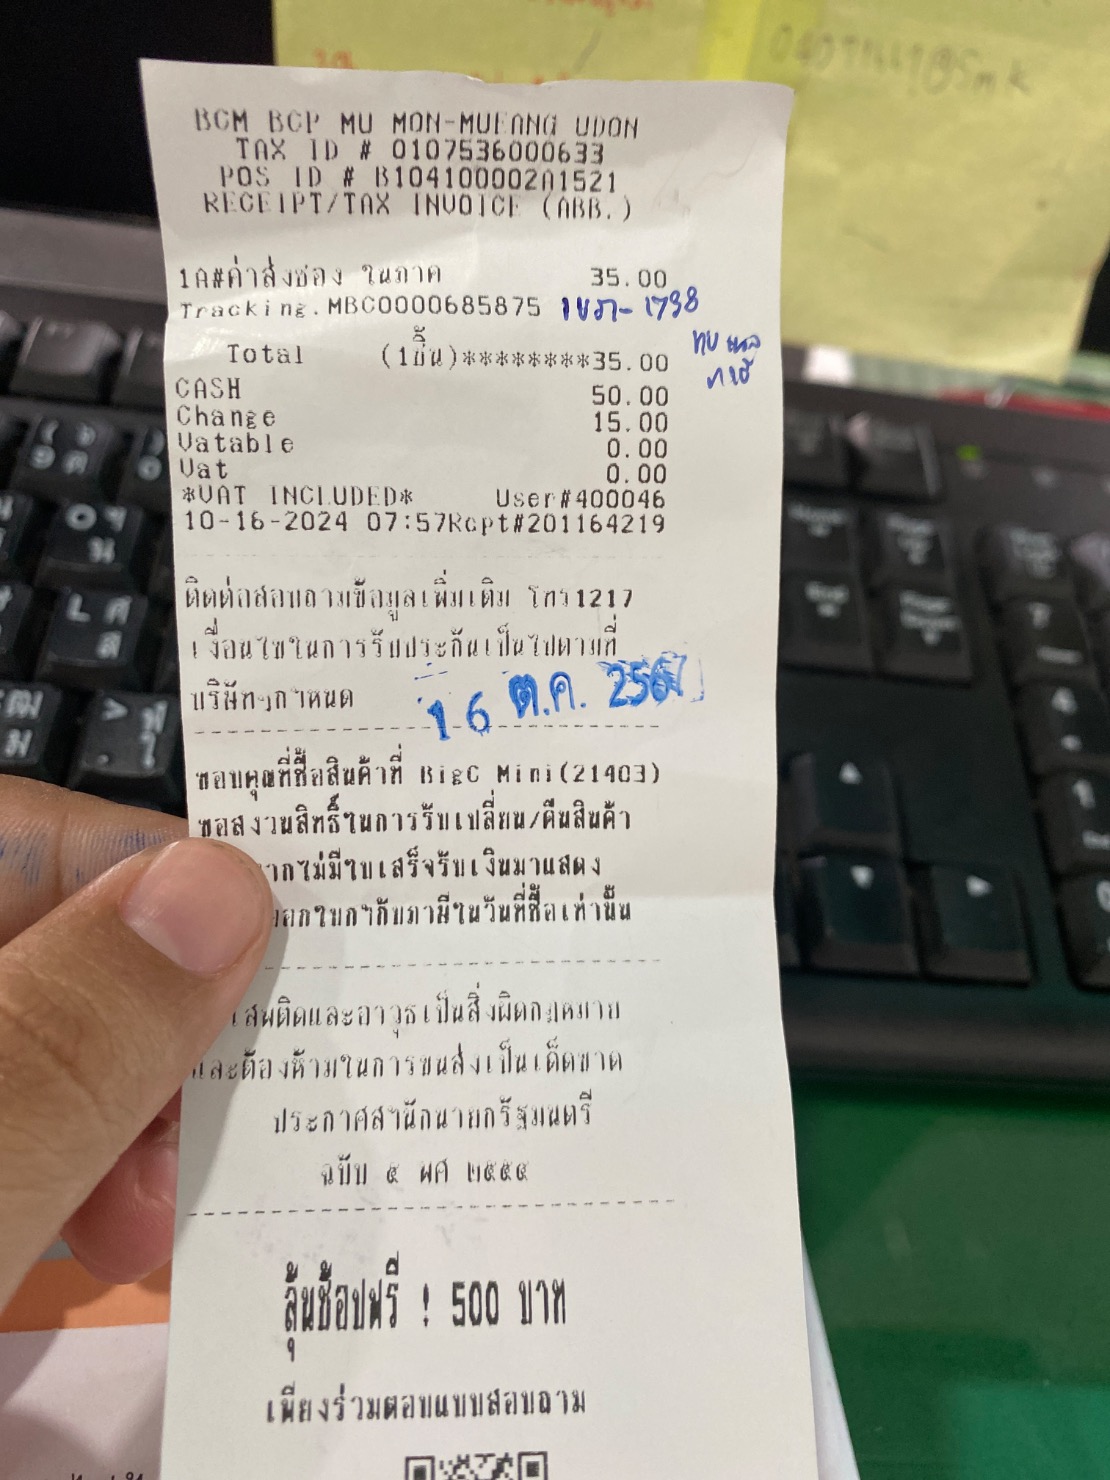 04091661@Smk
BCM BCP MU MON-MUEANG UDON
TAX ID # 0107536000633
POS ID # B104100002A1521
RECEIPT/TAX INVOICE (ABB.)
1A#ค่าส่งซอง ในภาค 35.00
Tracking.MBC0000685875 1ขภ-1798
Total (1ชิ้น)********35.00
CASH 50.00
Change 15.00
Vatable 0.00
Vat 0.00
*VAT INCLUDED* User#400046
10-16-2024 07:57Rcpt#201164219
ติดต่อสอบถามข้อมูลเพิ่มเติม โทร1217
เงื่อนไขในการรับประกันเป็นไปตามที่
บริษัทฯกำหนด
16 ต.ค. 2567
ขอบคุณที่ซื้อสินค้าที่ BigC Mini(21403)
ขอสงวนสิทธิ์ในการรับเปลี่ยน/คืนสินค้า
ากไม่มีใบเสร็จรับเงินมาแสดง
อกใบกำกับภาษีในวันที่ซื้อเท่านั้น
เสพติดและอาวุธเป็นสิ่งผิดกฎหมาย
และต้องห้ามในการขนส่งเป็นเด็ดขาด
ประกาศสำนักนายกรัฐมนตรี
ฉบับ ๕ พศ ๒๕๕๔
ลุ้นช้อปฟรี ! 500 บาท
เพียงร่วมตอบแบบสอบถาม